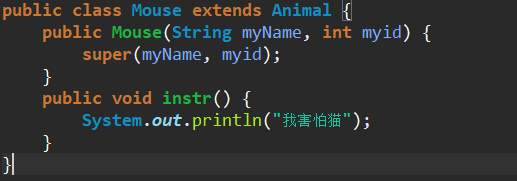 public class Mouse extends Animal {
    public Mouse(String myName, int myid) {
        super(myName, myid);
    }
    public void instr() {
        System.out.println("我害怕猫");
    }
}